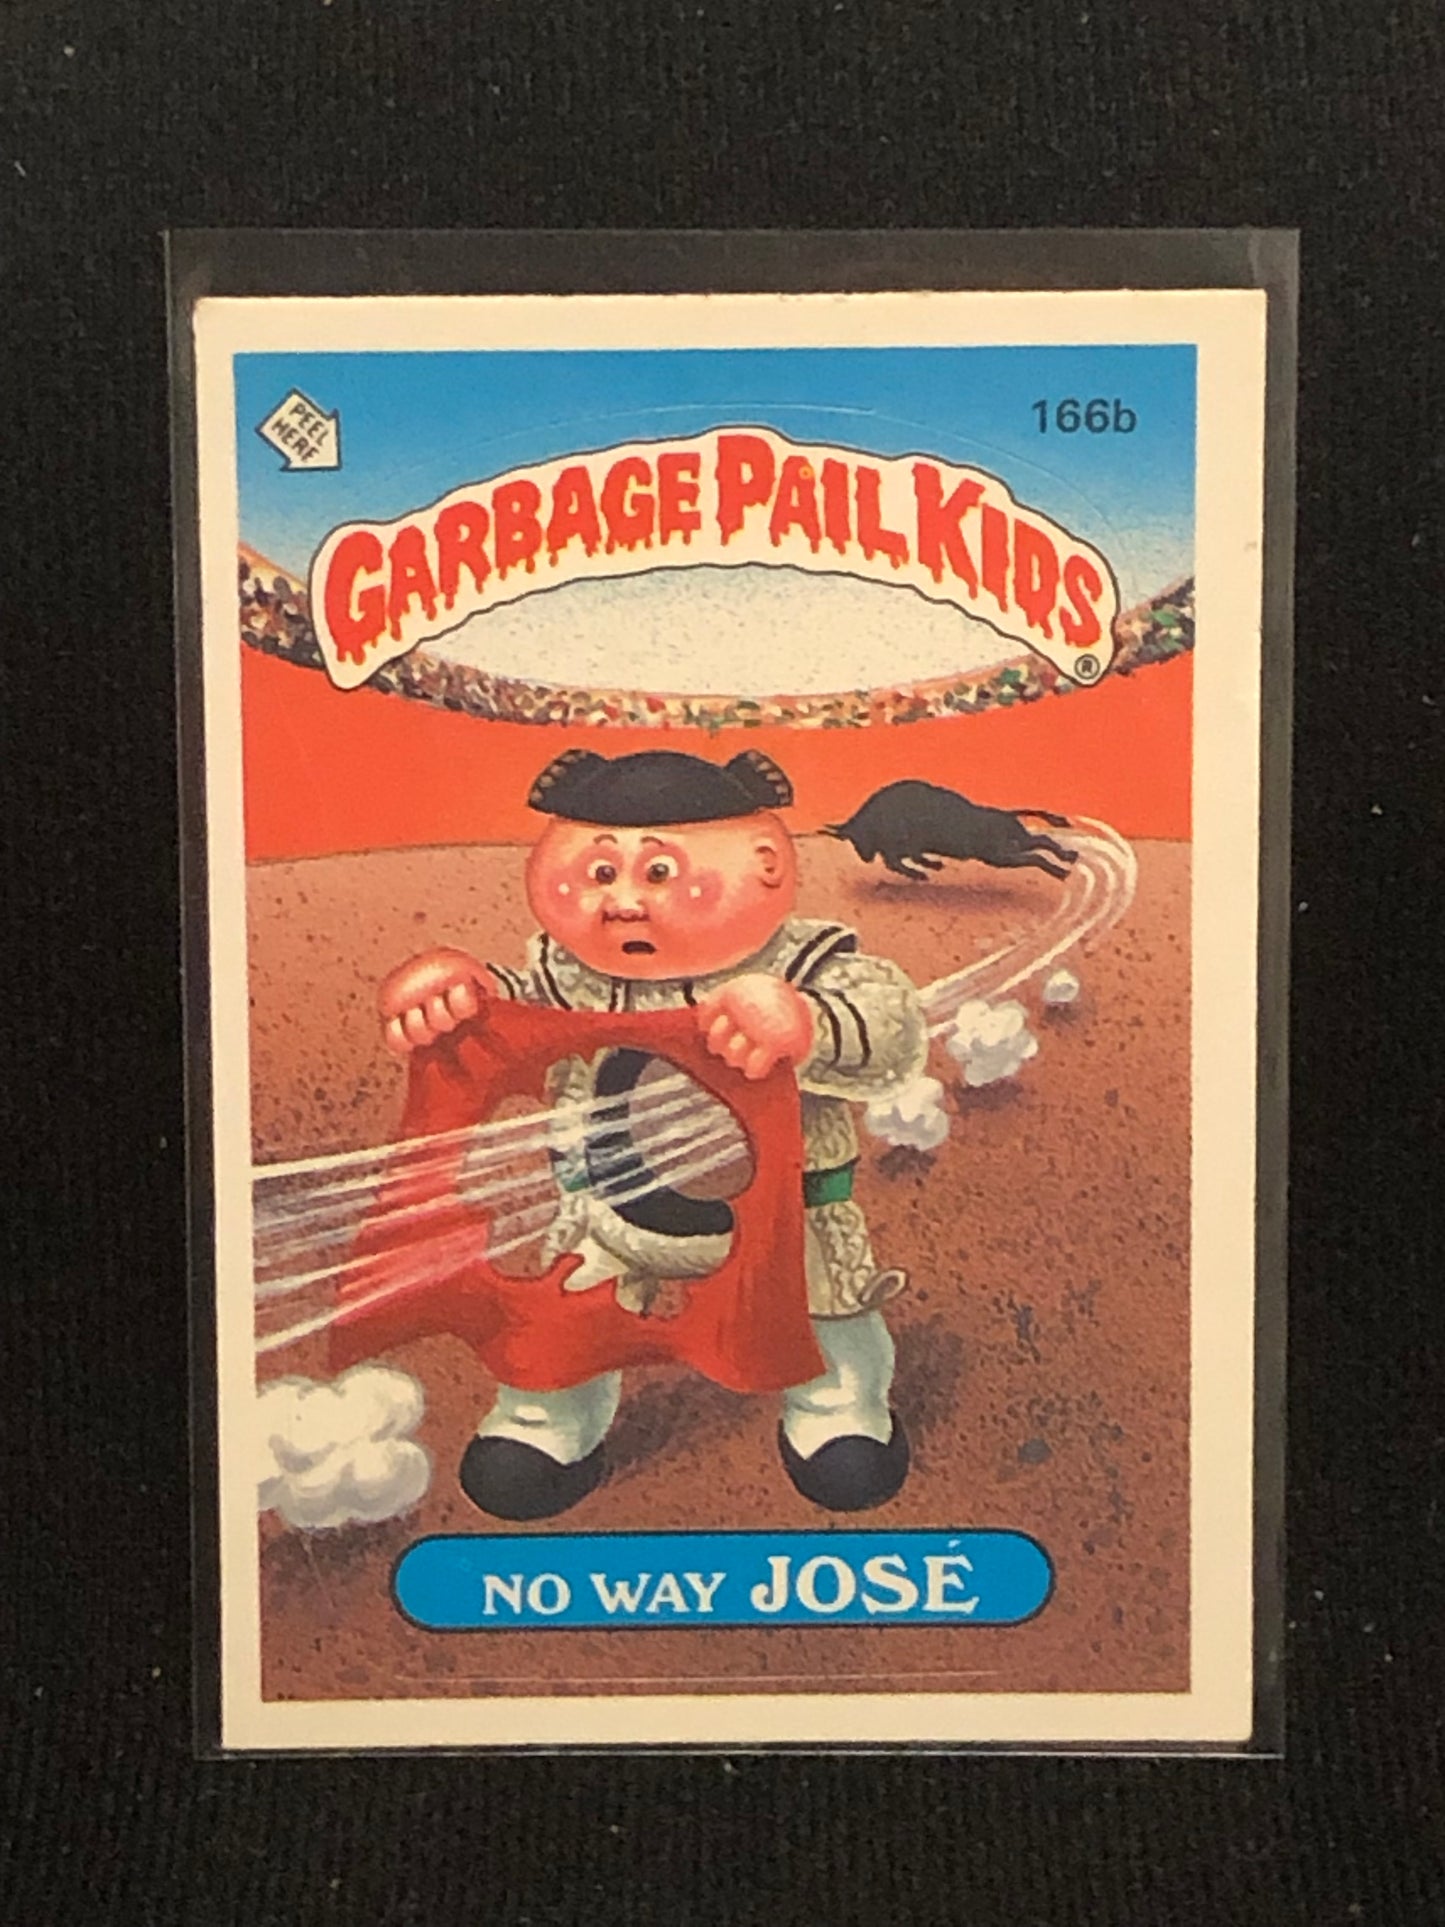 PEEL
HERE
166b
GARBAGE PAIL KIDS
®
NO WAY JOSÉ